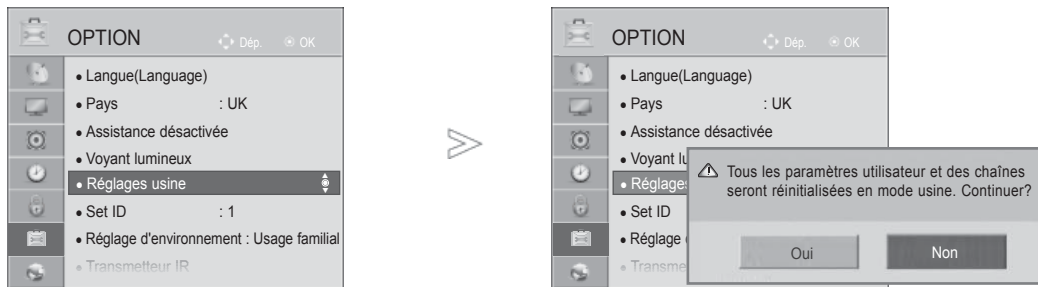 OPTION
Dép. OK
• Langue(Language)
• Pays : UK
• Assistance désactivée
• Voyant lumineux
• Réglages usine
• Set ID : 1
• Réglage d'environnement : Usage familial
• Transmetteur IR
OPTION
Dép. OK
• Langue(Language)
• Pays : UK
• Assistance désactivée
• Voyant lu
• Réglages
• Set ID
• Réglage
• Transme
Tous les paramètres utilisateur et des chaînes
seront réinitialisées en mode usine. Continuer?
Oui Non